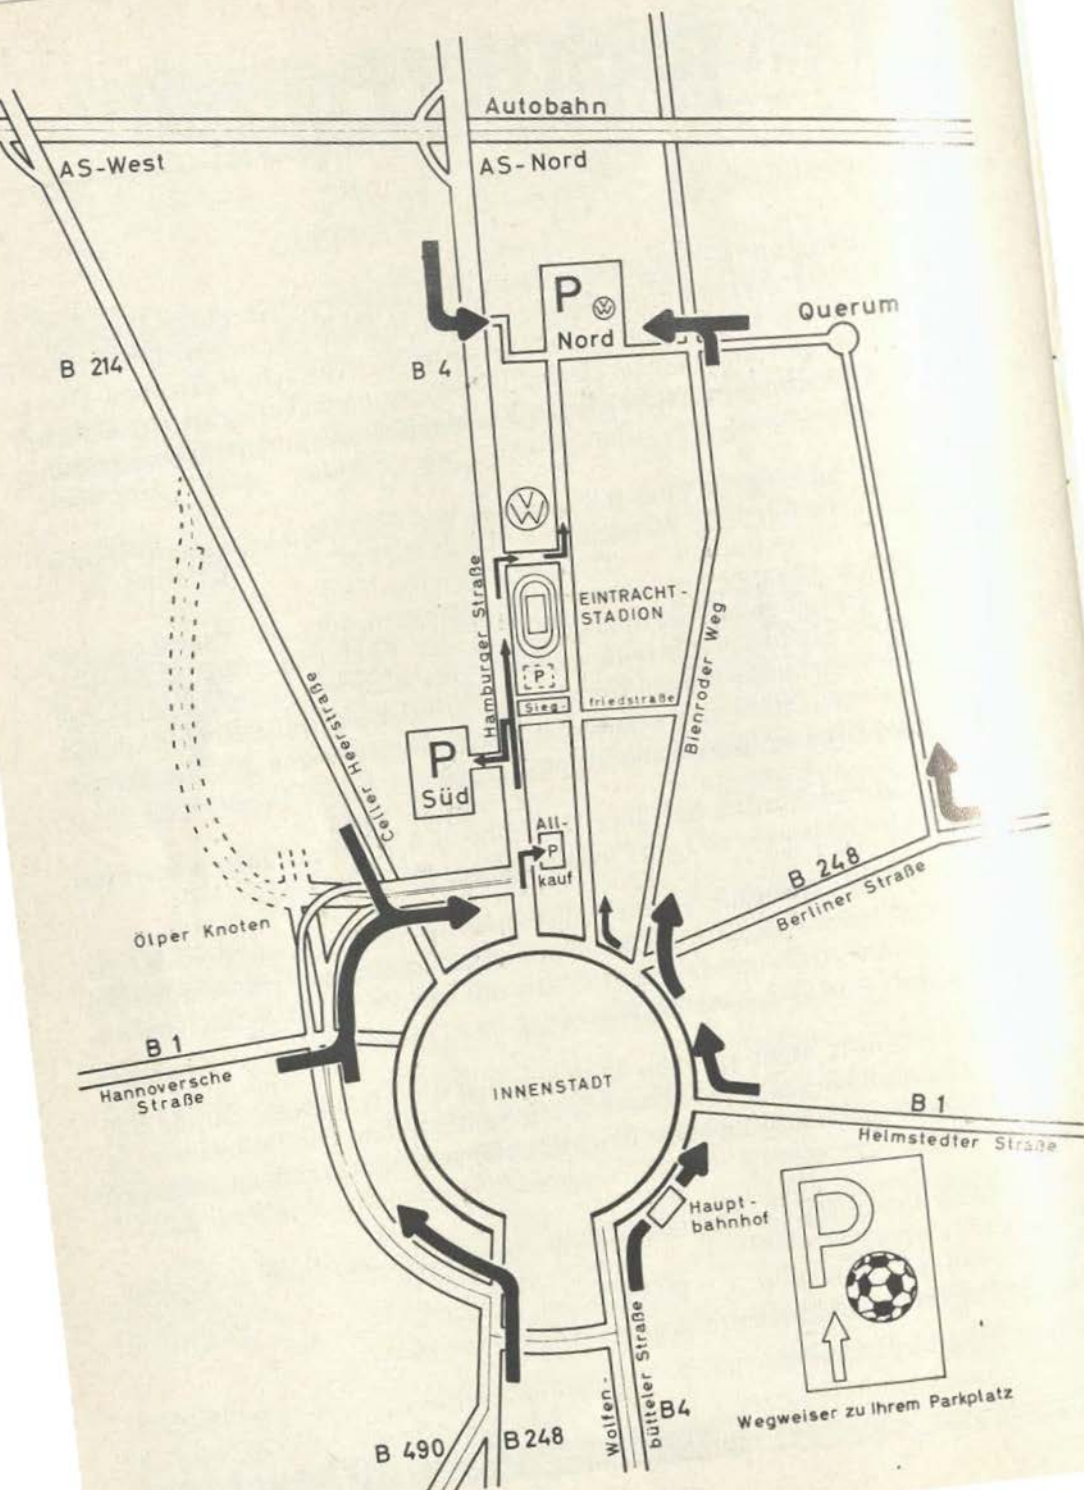 Autobahn
AS-West
AS-Nord
P
Nord
Querum
B 214
B 4
VW
Hamburger Straße
EINTRACHT-
STADION
P
Sieg-
friedstraße
Bienroder Weg
Celler Heerstraße
P
Süd
All-
P
kauf
B 248
Berliner Straße
Ölper Knoten
B 1
Hannoversche
Straße
INNENSTADT
B 1
Helmstedter Straße
Haupt-
bahnhof
P
Wolfen-
bütteler Straße
B4
B 490
B 248
Wegweiser zu Ihrem Parkplatz